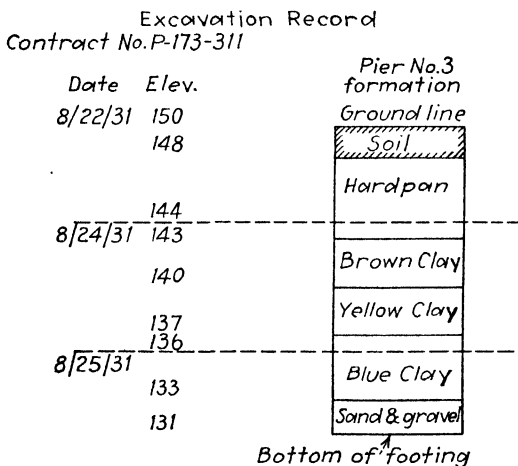 Excavation Record
Contract No. P-173-311
Pier No.3
Date Elev. formation
8/22/31 150 Ground line
148 Soil
Hardpan
144
8/24/31 143
Brown Clay
140
Yellow Clay
137
136
8/25/31
Blue Clay
133
131 Sand & gravel
Bottom of footing